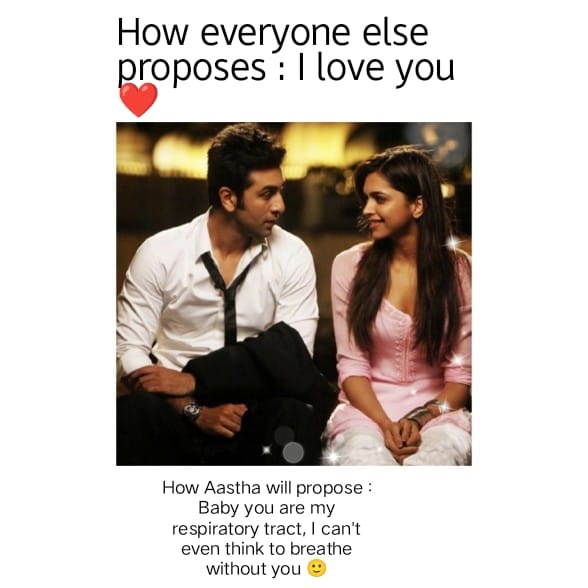 How everyone else
proposes : I love you
❤️
How Aastha will propose :
Baby you are my
respiratory tract, I can't
even think to breathe
without you 🙂